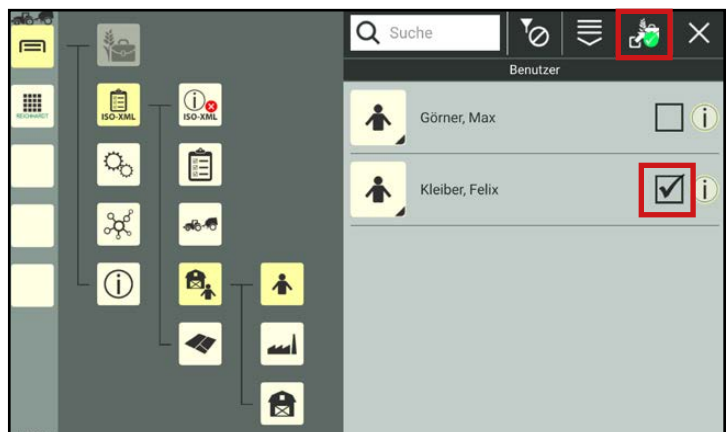 Suche
Benutzer
REICHHARDT
ISO-XML
ISO-XML
Görner, Max
Kleiber, Felix